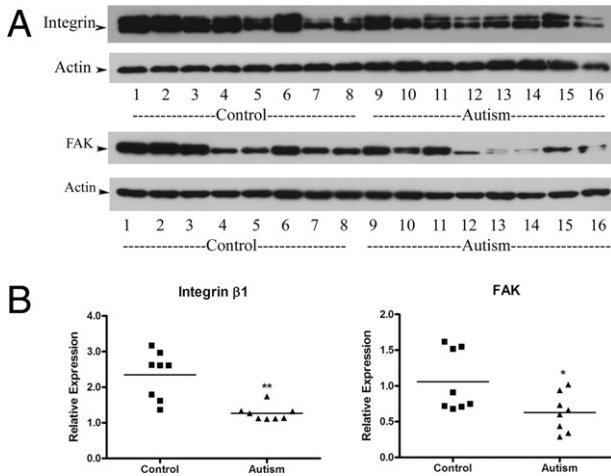 A
Integrin
Actin
1 2 3 4 5 6 7 8 9 10 11 12 13 14 15 16
--------------Control-------------- --------------Autism--------------
FAK
Actin
1 2 3 4 5 6 7 8 9 10 11 12 13 14 15 16
--------------Control-------------- --------------Autism--------------
B
Integrin β1
Relative Expression
4.0
3.0
2.0
1.0
0.0
**
Control Autism
FAK
Relative Expression
2.0
1.5
1.0
0.5
0.0
*
Control Autism